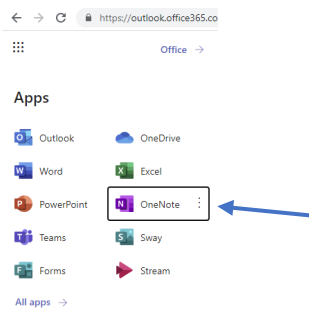 https://outlook.office365.co
Office →
Apps
Outlook OneDrive
Word Excel
PowerPoint OneNote
Teams Sway
Forms Stream
All apps →